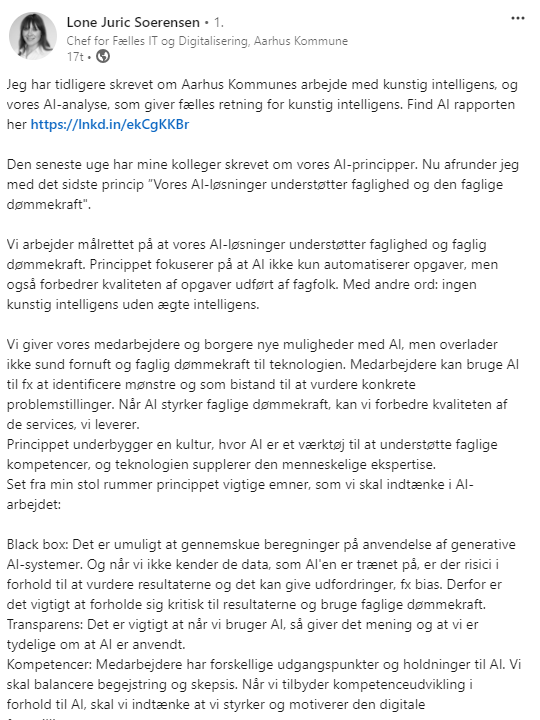 Lone Juric Soerensen • 1.
Chef for Fælles IT og Digitalisering, Aarhus Kommune
17t •
Jeg har tidligere skrevet om Aarhus Kommunes arbejde med kunstig intelligens, og
vores AI-analyse, som giver fælles retning for kunstig intelligens. Find AI rapporten
her https://lnkd.in/ekCgKKBr
Den seneste uge har mine kolleger skrevet om vores AI-principper. Nu afrunder jeg
med det sidste princip ”Vores AI-løsninger understøtter faglighed og den faglige
dømmekraft”.
Vi arbejder målrettet på at vores AI-løsninger understøtter faglighed og faglig
dømmekraft. Princippet fokuserer på at AI ikke kun automatiserer opgaver, men
også forbedrer kvaliteten af opgaver udført af fagfolk. Med andre ord: ingen
kunstig intelligens uden ægte intelligens.
Vi giver vores medarbejdere og borgere nye muligheder med AI, men overlader
ikke sund fornuft og faglig dømmekraft til teknologien. Medarbejdere kan bruge AI
til fx at identificere mønstre og som bistand til at vurdere konkrete
problemstillinger. Når AI styrker faglige dømmekraft, kan vi forbedre kvaliteten af
de services, vi leverer.
Princippet underbygger en kultur, hvor AI er et værktøj til at understøtte faglige
kompetencer, og teknologien supplerer den menneskelige ekspertise.
Set fra min stol rummer princippet vigtige emner, som vi skal indtænke i AI-
arbejdet:
Black box: Det er umuligt at gennemskue beregninger på anvendelse af generative
AI-systemer. Og når vi ikke kender de data, som AI'en er trænet på, er der risici i
forhold til at vurdere resultaterne og det kan give udfordringer, fx bias. Derfor er
det vigtigt at forholde sig kritisk til resultaterne og bruge faglige dømmekraft.
Transparens: Det er vigtigt at når vi bruger AI, så giver det mening og at vi er
tydelige om at AI er anvendt.
Kompetencer: Medarbejdere har forskellige udgangspunkter og holdninger til AI. Vi
skal balancere begejstring og skepsis. Når vi tilbyder kompetenceudvikling i
forhold til AI, skal vi indtænke at vi styrker og motiverer den digitale